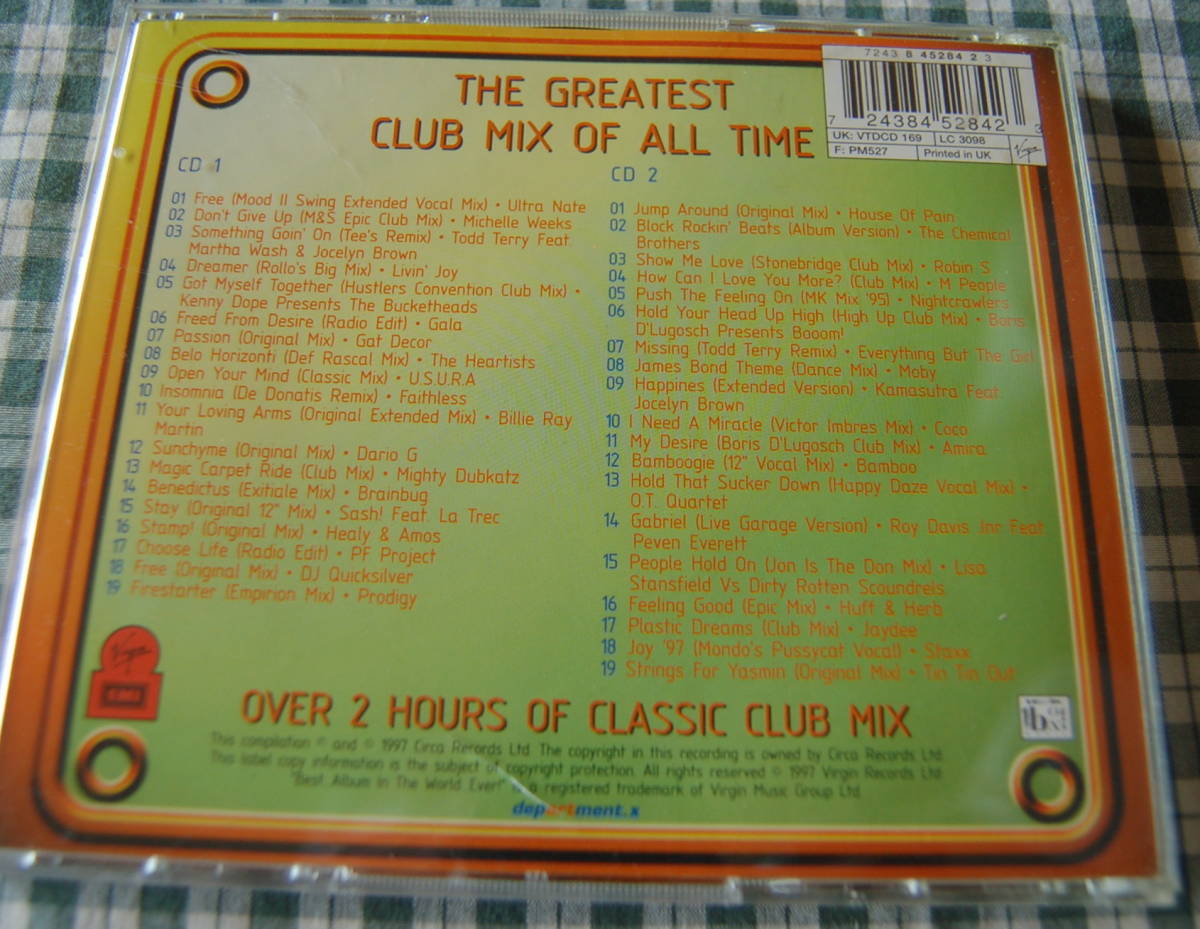 THE GREATEST
CLUB MIX OF ALL TIME
7243 8 45284 2 3
7 24384 52842 3
UK: VTDCD 169 LC 3098
F: PM527 Printed in UK Virgin
CD 1
01 Free (Mood II Swing Extended Vocal Mix) • Ultra Nate
02 Don't Give Up (M&S Epic Club Mix) • Michelle Weeks
03 Something Goin' On (Tee's Remix) • Todd Terry Feat.
Martha Wash & Jocelyn Brown
04 Dreamer (Rollo's Big Mix) • Livin' Joy
05 Got Myself Together (Hustlers Convention Club Mix) •
Kenny Dope Presents The Bucketheads
06 Freed From Desire (Radio Edit) • Gala
07 Passion (Original Mix) • Gat Decor
08 Belo Horizonti (Def Rascal Mix) • The Heartists
09 Open Your Mind (Classic Mix) • U.S.U.R.A
10 Insomnia (De Donatis Remix) • Faithless
11 Your Loving Arms (Original Extended Mix) • Billie Ray
Martin
12 Sunchyme (Original Mix) • Dario G
13 Magic Carpet Ride (Club Mix) • Mighty Dubkatz
14 Benedictus (Exitiale Mix) • Brainbug
15 Stay (Original 12" Mix) • Sash! Feat. La Trec
16 Stamp! (Original Mix) • Healy & Amos
17 Choose Life (Radio Edit) • PF Project
18 Free (Original Mix) • DJ Quicksilver
19 Firestarter (Empirion Mix) • Prodigy
CD 2
01 Jump Around (Original Mix) • House Of Pain
02 Block Rockin' Beats (Album Version) • The Chemical
Brothers
03 Show Me Love (Stonebridge Club Mix) • Robin S
04 How Can I Love You More? (Club Mix) • M People
05 Push The Feeling On (MK Mix '95) • Nightcrawlers
06 Hold Your Head Up High (High Up Club Mix) • Boris
D'Lugosch Presents Booom!
07 Missing (Todd Terry Remix) • Everything But The Girl
08 James Bond Theme (Dance Mix) • Moby
09 Happines (Extended Version) • Kamasutra Feat.
Jocelyn Brown
10 I Need A Miracle (Victor Imbres Mix) • Coco
11 My Desire (Boris D'Lugosch Club Mix) • Amira
12 Bamboogie (12" Vocal Mix) • Bamboo
13 Hold That Sucker Down (Happy Daze Vocal Mix) •
O.T. Quartet
14 Gabriel (Live Garage Version) • Roy Davis Jnr Feat
Peven Everett
15 People Hold On (Jon Is The Don Mix) • Lisa
Stansfield Vs Dirty Rotten Scoundrels
16 Feeling Good (Epic Mix) • Huff & Herb
17 Plastic Dreams (Club Mix) • Jaydee
18 Joy '97 (Mondo's Pussycat Vocal) • Staxx
19 Strings For Yasmin (Original Mix) • Tin Tin Out
Virgin
EMI
OVER 2 HOURS OF CLASSIC CLUB MIX
This compilation ℗ and © 1997 Circa Records Ltd. The copyright in this recording is owned by Circa Records Ltd.
This label copy information is the subject of copyright protection. All rights reserved © 1997 Virgin Records Ltd.
"Best...Album In The World Ever!" is a registered trademark of Virgin Music Group Ltd.
department.x